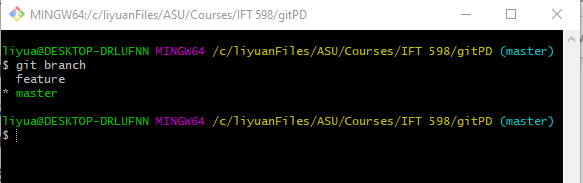 MINGW64:/c/liyuanFiles/ASU/Courses/IFT 598/gitPD
liyua@DESKTOP-DRLUFNN MINGW64 /c/liyuanFiles/ASU/Courses/IFT 598/gitPD (master)
$ git branch
  feature
* master
liyua@DESKTOP-DRLUFNN MINGW64 /c/liyuanFiles/ASU/Courses/IFT 598/gitPD (master)
$